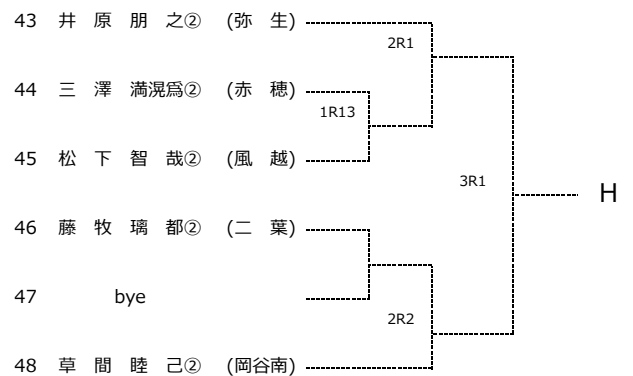 43 井 原 朋 之② (弥 生)
2R1
44 三 澤 満滉爲② (赤 穂)
1R13
45 松 下 智 哉② (風 越)
3R1
H
46 藤 牧 璃 都② (二 葉)
47 bye
2R2
48 草 間 睦 己② (岡谷南)